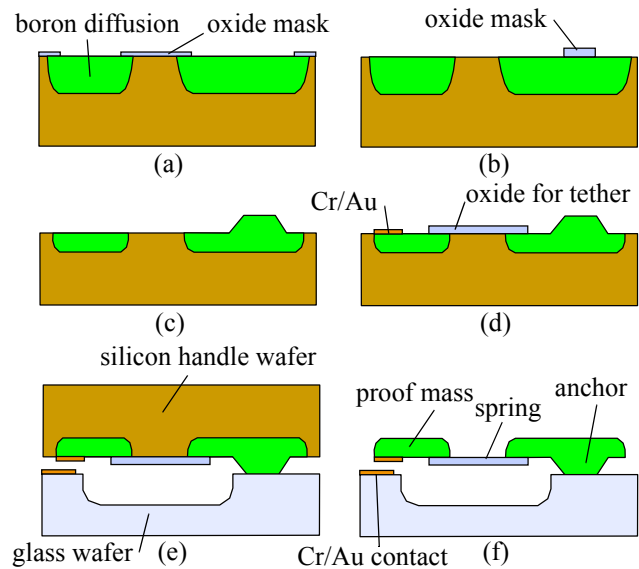 boron diffusion
oxide mask
oxide mask
(a)
(b)
Cr/Au
oxide for tether
(c)
(d)
silicon handle wafer
proof mass
spring
anchor
glass wafer
(e)
Cr/Au contact
(f)